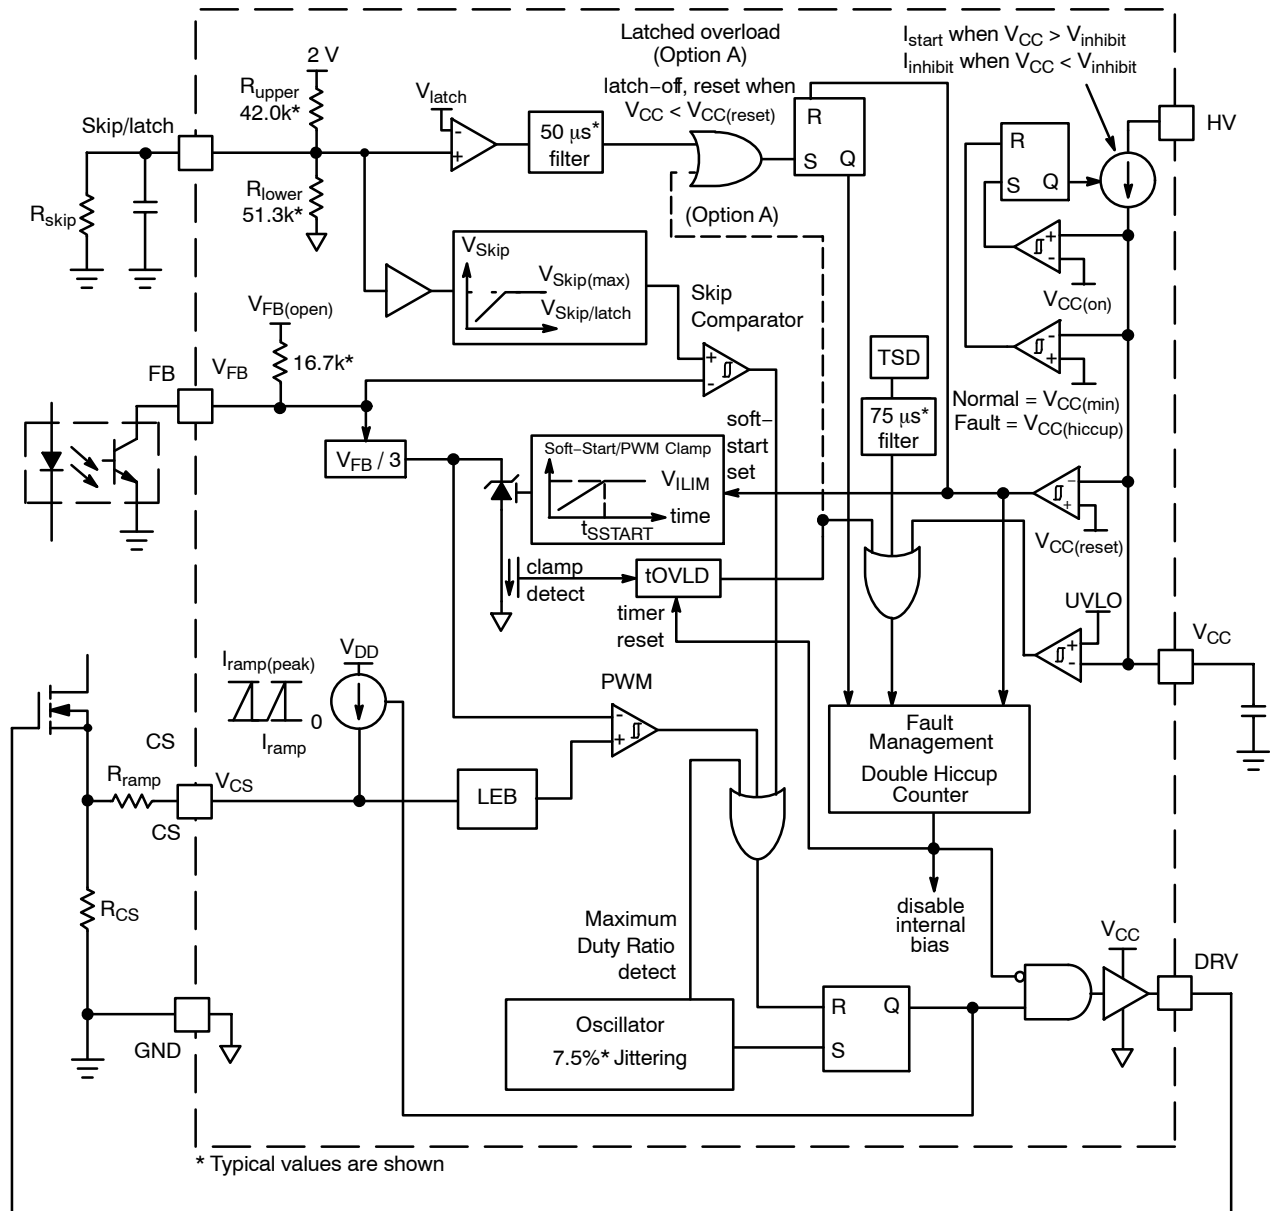 Latched overload
(Option A)
latch−off, reset when
VCC < VCC(reset)
Istart when VCC > Vinhibit
Iinhibit when VCC < Vinhibit
2 V
Rupper
42.0k*
Vlatch
-
+
50 μs*
filter
R
S
Q
HV
Skip/latch
Rskip
Rlower
51.3k*
(Option A)
R
S
Q
+
-
VCC(on)
VSkip
VSkip(max)
VSkip/latch
Skip
Comparator
+
-
-
+
Normal = VCC(min)
Fault = VCC(hiccup)
VFB(open)
16.7k*
FB
VFB
TSD
75 μs*
filter
soft−
start
set
VFB / 3
Soft−Start/PWM Clamp
VILIM
time
tSSTART
-
+
VCC(reset)
clamp
detect
tOVLD
timer
reset
UVLO
+
-
VCC
Iramp(peak)
0
Iramp
VDD
PWM
-
+
Fault
Management
Double Hiccup
Counter
CS
Rramp
VCS
CS
LEB
RCS
disable
internal
bias
Maximum
Duty Ratio
detect
VCC
DRV
Oscillator
7.5%* Jittering
R
S
Q
GND
* Typical values are shown